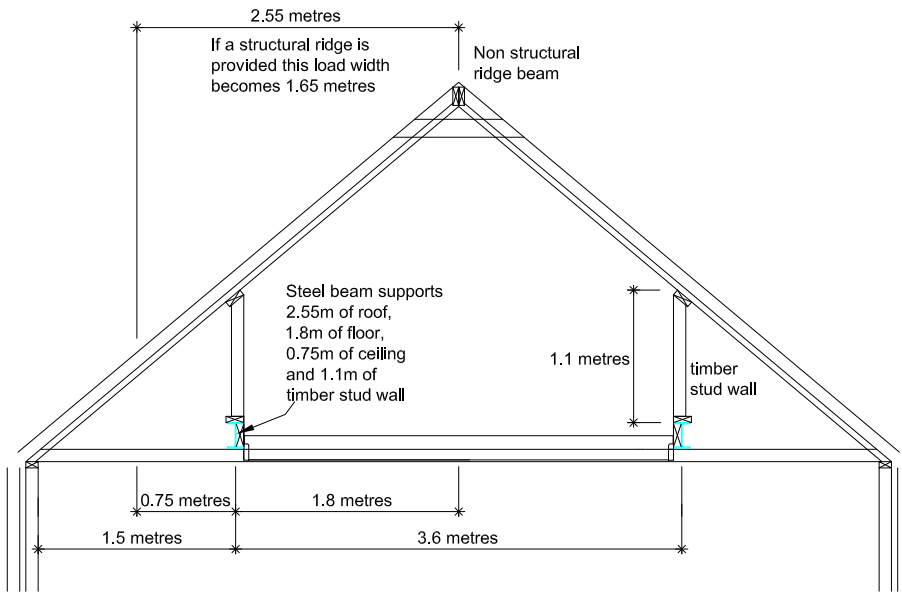 2.55 metres
If a structural ridge is
provided this load width
becomes 1.65 metres
Non structural
ridge beam
Steel beam supports
2.55m of roof,
1.8m of floor,
0.75m of ceiling
and 1.1m of
timber stud wall
1.1 metres
timber
stud wall
0.75 metres
1.8 metres
1.5 metres
3.6 metres